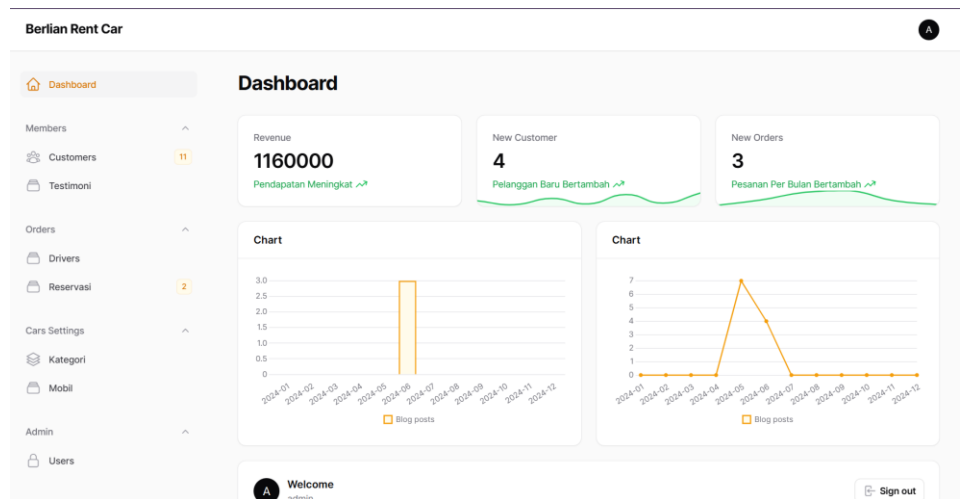 Berlian Rent Car
A
Dashboard
Members
Customers 11
Testimoni
Orders
Drivers
Reservasi 2
Cars Settings
Kategori
Mobil
Admin
Users
Dashboard
Revenue
1160000
Pendapatan Meningkat
New Customer
4
Pelanggan Baru Bertambah
New Orders
3
Pesanan Per Bulan Bertambah
Chart
3.0
2.5
2.0
1.5
1.0
0.5
0
2024-01 2024-02 2024-03 2024-04 2024-05 2024-06 2024-07 2024-08 2024-09 2024-10 2024-11 2024-12
Blog posts
Chart
7
6
5
4
3
2
1
0
2024-01 2024-02 2024-03 2024-04 2024-05 2024-06 2024-07 2024-08 2024-09 2024-10 2024-11 2024-12
Blog posts
A
Welcome
admin
Sign out